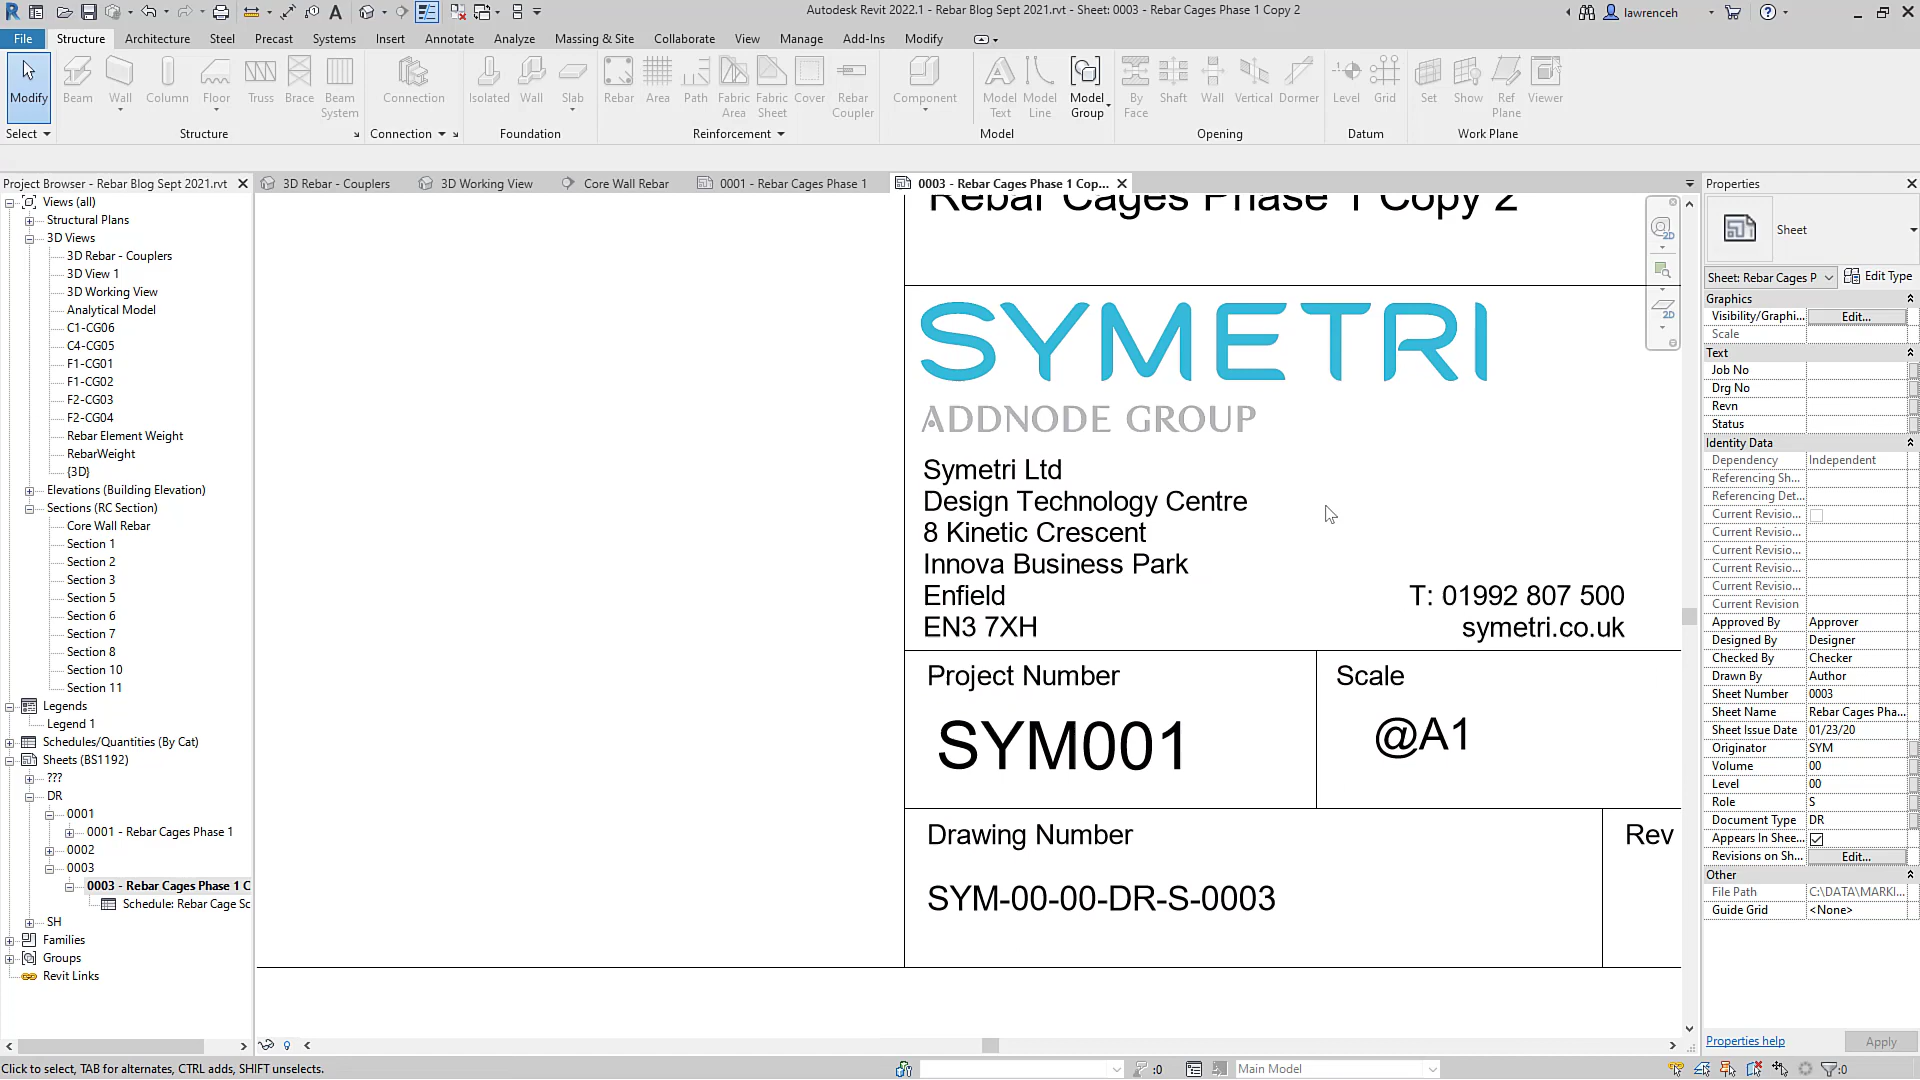 Autodesk Revit 2022.1 - Rebar Blog Sept 2021.rvt - Sheet: 0003 - Rebar Cages Phase 1 Copy 2
lawrenceh
File Structure Architecture Steel Precast Systems Insert Annotate Analyze Massing & Site Collaborate View Manage Add-Ins Modify
Modify Beam Wall Column Floor Truss Brace Beam System Connection Isolated Wall Slab Rebar Area Path Fabric Area Fabric Sheet Cover Rebar Coupler Component Model Text Model Line Model Group By Face Shaft Wall Vertical Dormer Level Grid Set Show Ref Plane Viewer
Select Structure Connection Foundation Reinforcement Model Opening Datum Work Plane
Project Browser - Rebar Blog Sept 2021.rvt
3D Rebar - Couplers 3D Working View Core Wall Rebar 0001 - Rebar Cages Phase 1 0003 - Rebar Cages Phase 1 Cop...
Views (all)
Structural Plans
3D Views
3D Rebar - Couplers
3D View 1
3D Working View
Analytical Model
C1-CG06
C4-CG05
F1-CG01
F1-CG02
F2-CG03
F2-CG04
Rebar Element Weight
RebarWeight
{3D}
Elevations (Building Elevation)
Sections (RC Section)
Core Wall Rebar
Section 1
Section 2
Section 3
Section 5
Section 6
Section 7
Section 8
Section 10
Section 11
Legends
Legend 1
Schedules/Quantities (By Cat)
Sheets (BS1192)
???
DR
0001
0001 - Rebar Cages Phase 1
0002
0003
0003 - Rebar Cages Phase 1 C
Schedule: Rebar Cage Sc
SH
Families
Groups
Revit Links
Rebar Cages Phase 1 Copy 2
SYMETRI
ADDNODE GROUP
Symetri Ltd
Design Technology Centre
8 Kinetic Crescent
Innova Business Park
Enfield
EN3 7XH
T: 01992 807 500
symetri.co.uk
Project Number
SYM001
Scale
@A1
Drawing Number
SYM-00-00-DR-S-0003
Rev
2D
2D
Properties
Sheet
Sheet: Rebar Cages P Edit Type
Graphics
Visibility/Graphi... Edit...
Scale
Text
Job No
Drg No
Revn
Status
Identity Data
Dependency Independent
Referencing Sh...
Referencing Det...
Current Revisio...
Current Revisio...
Current Revisio...
Current Revisio...
Current Revisio...
Current Revision
Approved By Approver
Designed By Designer
Checked By Checker
Drawn By Author
Sheet Number 0003
Sheet Name Rebar Cages Pha...
Sheet Issue Date 01/23/20
Originator SYM
Volume 00
Level 00
Role S
Document Type DR
Appears In Shee...
Revisions on Sh... Edit...
Other
File Path C:\DATA\MARKI...
Guide Grid <None>
Properties help Apply
Click to select, TAB for alternates, CTRL adds, SHIFT unselects.
:0
Main Model
:0